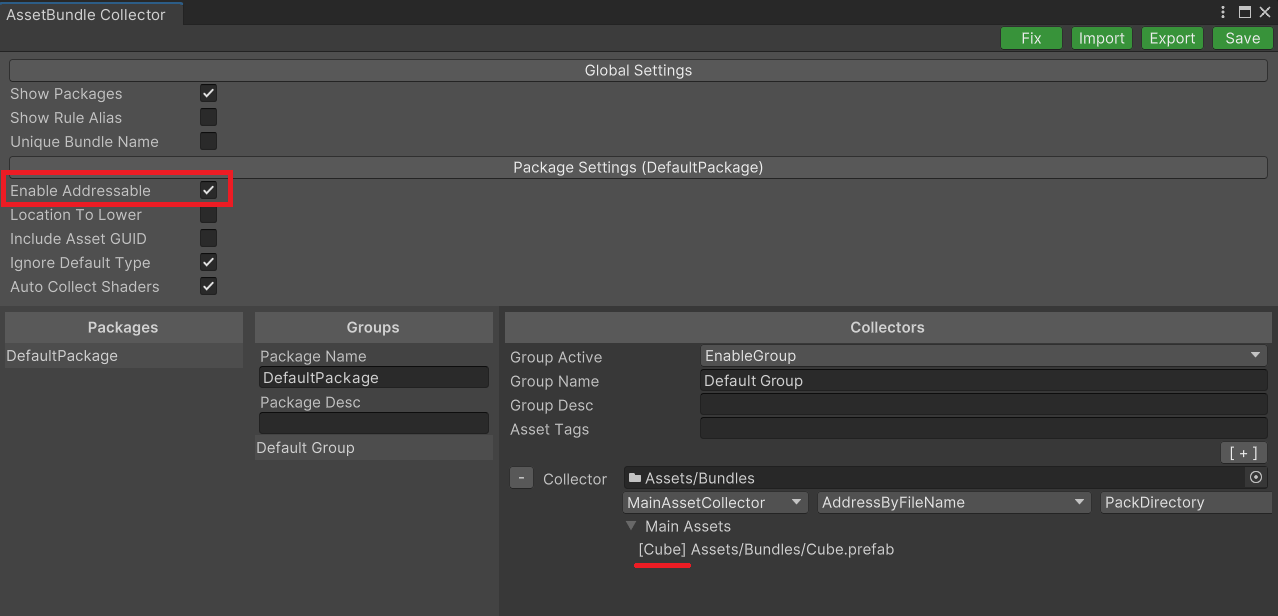 AssetBundle Collector
Fix Import Export Save
Global Settings
Show Packages
Show Rule Alias
Unique Bundle Name
Package Settings (DefaultPackage)
Enable Addressable
Location To Lower
Include Asset GUID
Ignore Default Type
Auto Collect Shaders
Packages
DefaultPackage
Groups
Package Name
DefaultPackage
Package Desc
Default Group
Collectors
Group Active EnableGroup
Group Name Default Group
Group Desc
Asset Tags
[ + ]
- Collector Assets/Bundles
MainAssetCollector AddressByFileName PackDirectory
Main Assets
[Cube] Assets/Bundles/Cube.prefab